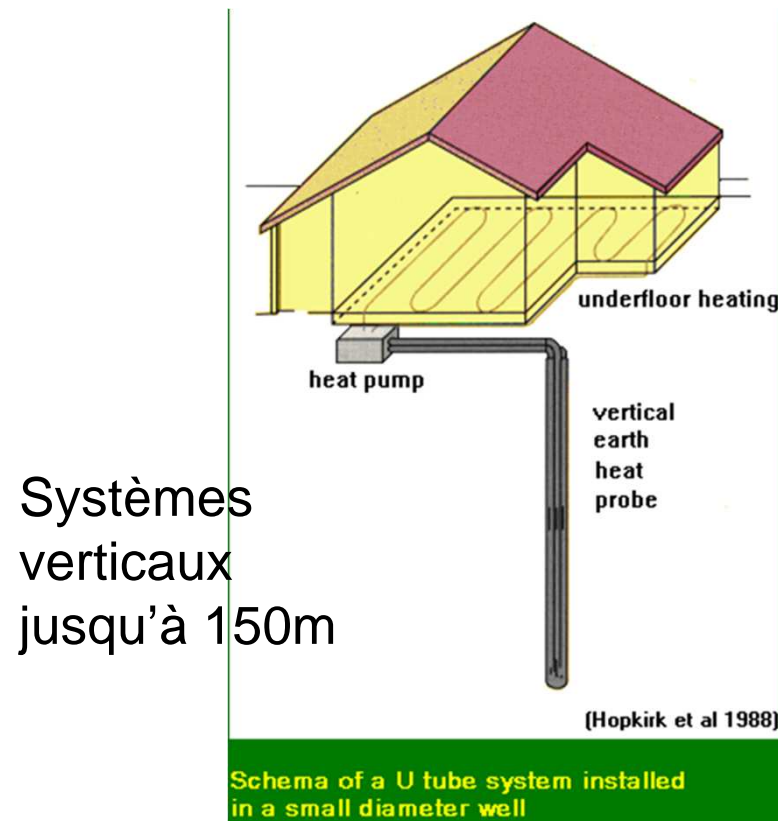 underfloor heating
heat pump
vertical
earth
heat
probe
Systèmes
verticaux
jusqu'à 150m
(Hopkirk et al 1988)
Schema of a U tube system installed
in a small diameter well